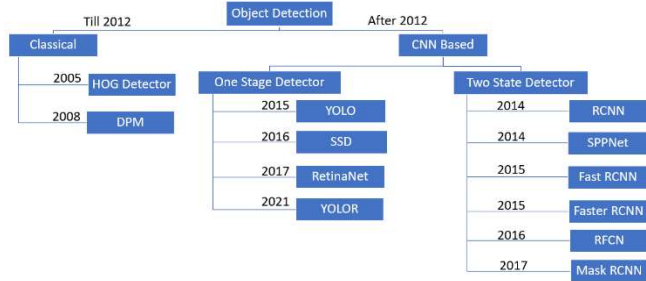 Object Detection
Till 2012
After 2012
Classical
CNN Based
2005
HOG Detector
2008
DPM
One Stage Detector
2015
YOLO
2016
SSD
2017
RetinaNet
2021
YOLOR
Two State Detector
2014
RCNN
2014
SPPNet
2015
Fast RCNN
2015
Faster RCNN
2016
RFCN
2017
Mask RCNN